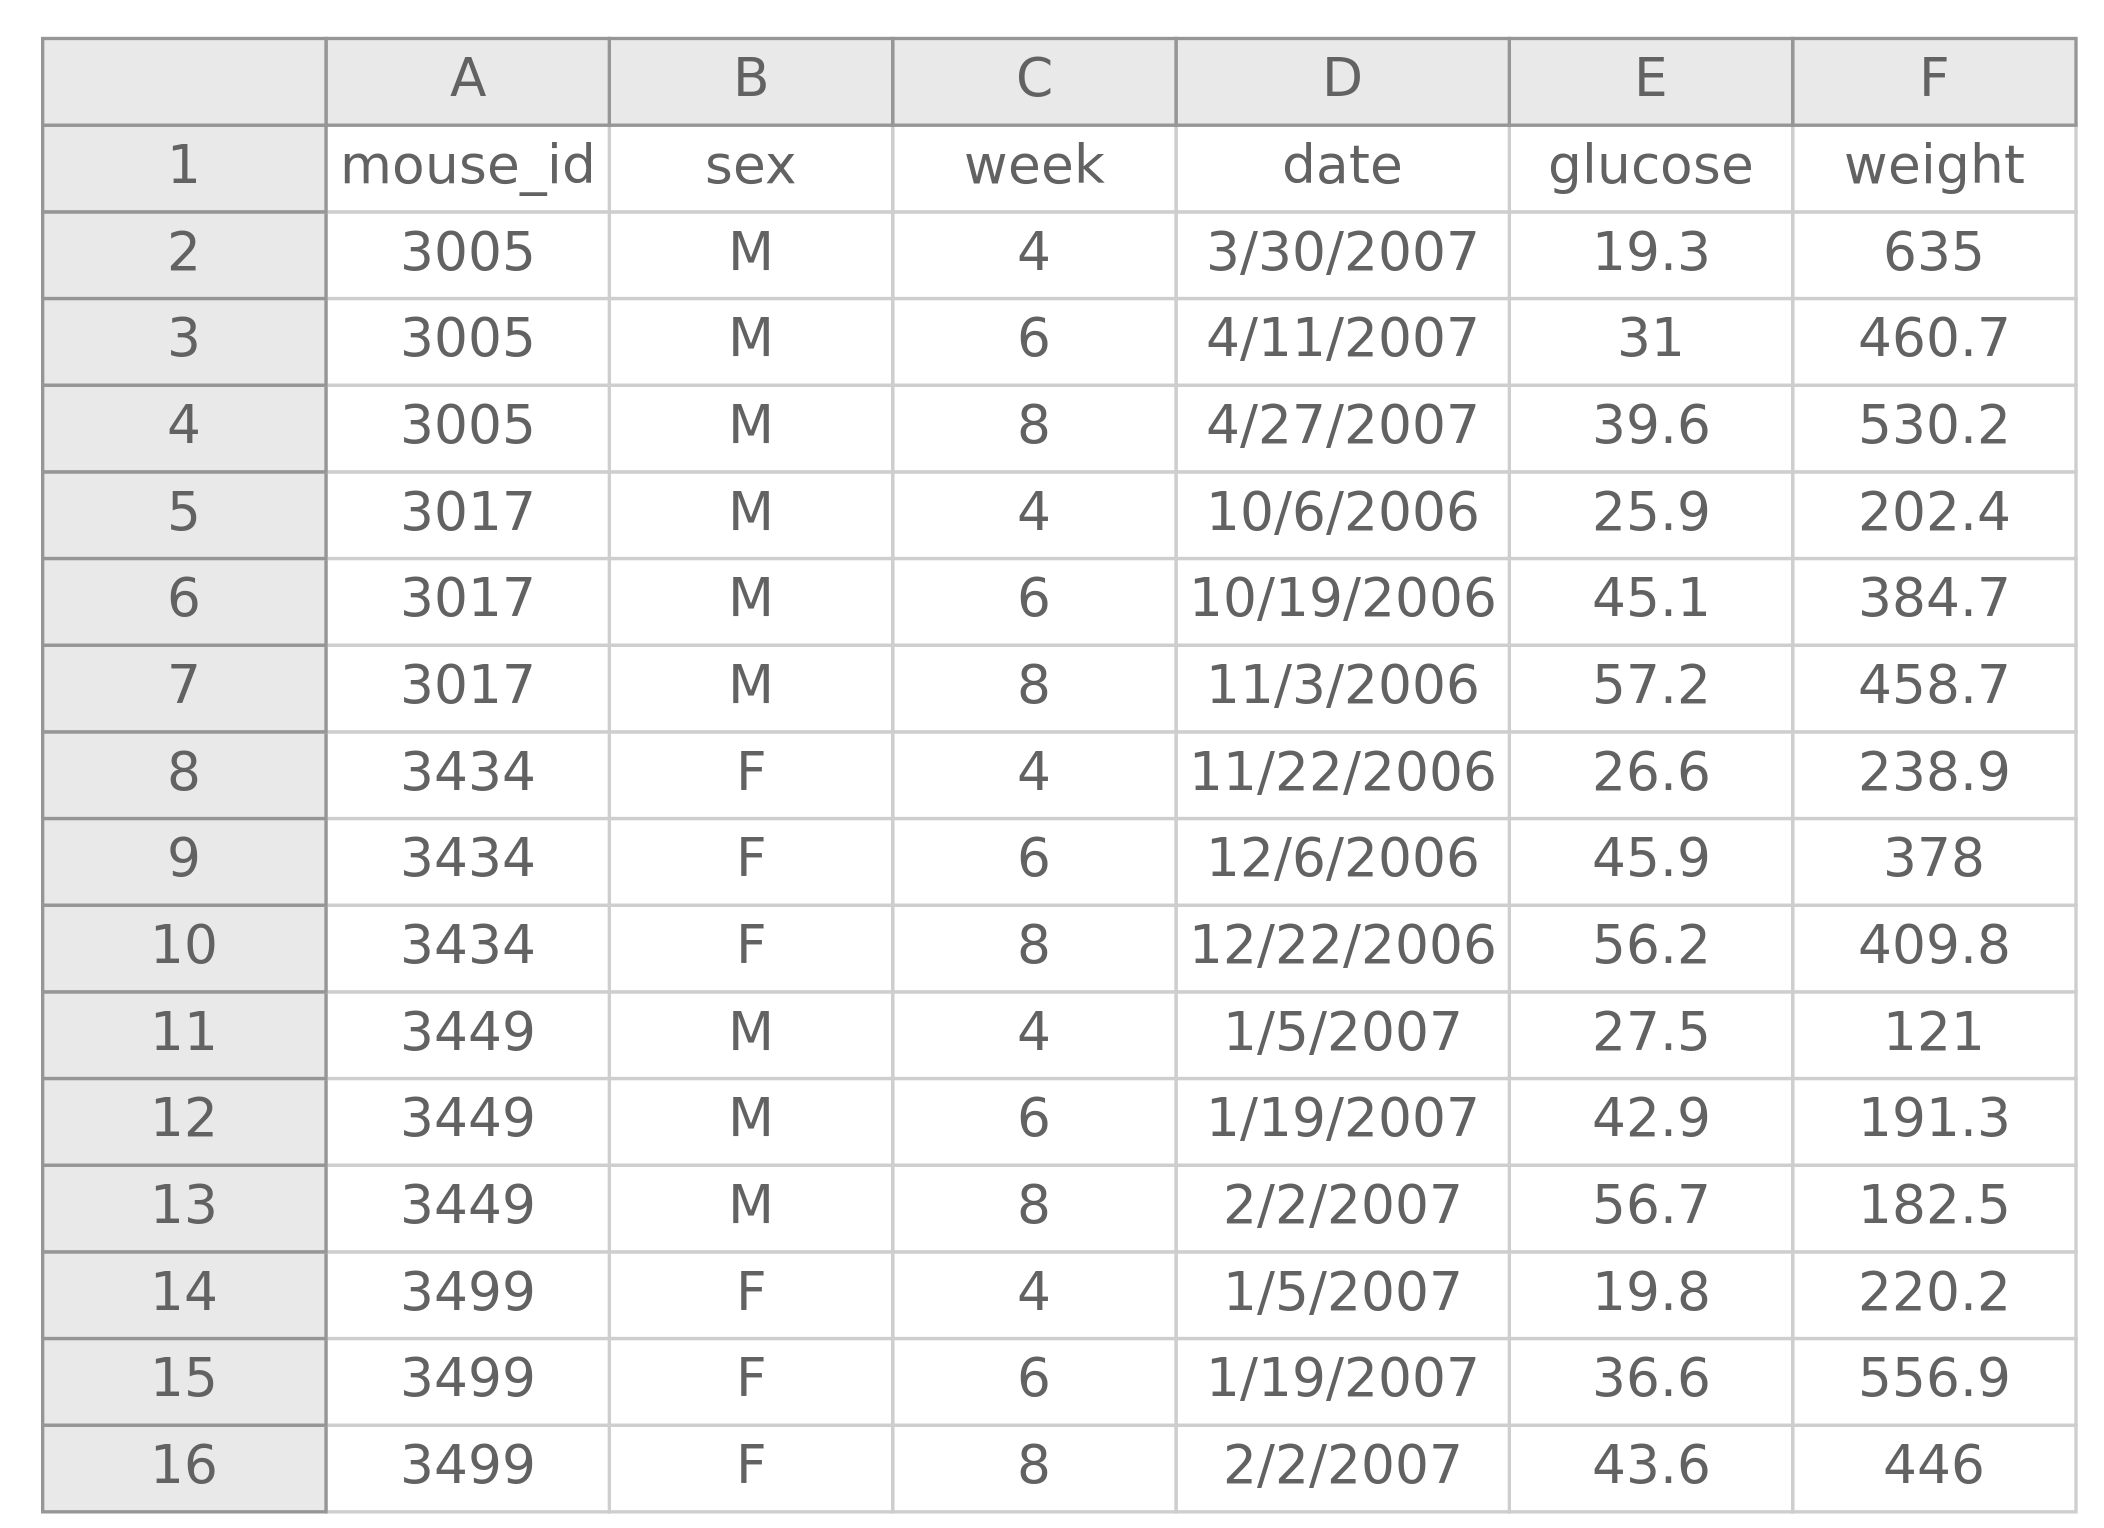 A B C D E F
1 mouse_id sex week date glucose weight
2 3005 M 4 3/30/2007 19.3 635
3 3005 M 6 4/11/2007 31 460.7
4 3005 M 8 4/27/2007 39.6 530.2
5 3017 M 4 10/6/2006 25.9 202.4
6 3017 M 6 10/19/2006 45.1 384.7
7 3017 M 8 11/3/2006 57.2 458.7
8 3434 F 4 11/22/2006 26.6 238.9
9 3434 F 6 12/6/2006 45.9 378
10 3434 F 8 12/22/2006 56.2 409.8
11 3449 M 4 1/5/2007 27.5 121
12 3449 M 6 1/19/2007 42.9 191.3
13 3449 M 8 2/2/2007 56.7 182.5
14 3499 F 4 1/5/2007 19.8 220.2
15 3499 F 6 1/19/2007 36.6 556.9
16 3499 F 8 2/2/2007 43.6 446